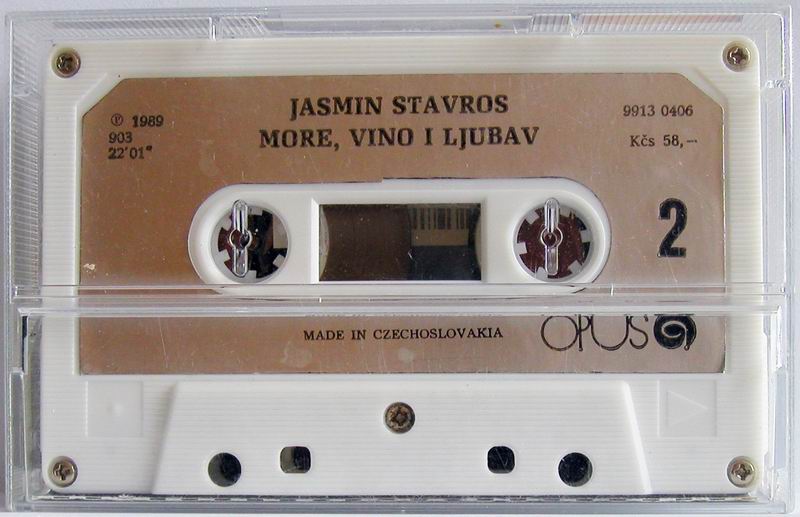 JASMIN STAVROS
MORE, VINO I LJUBAV
℗ 1989
903
22'01"
9913 0406
Kčs 58,—
2
MADE IN CZECHOSLOVAKIA
OPUS